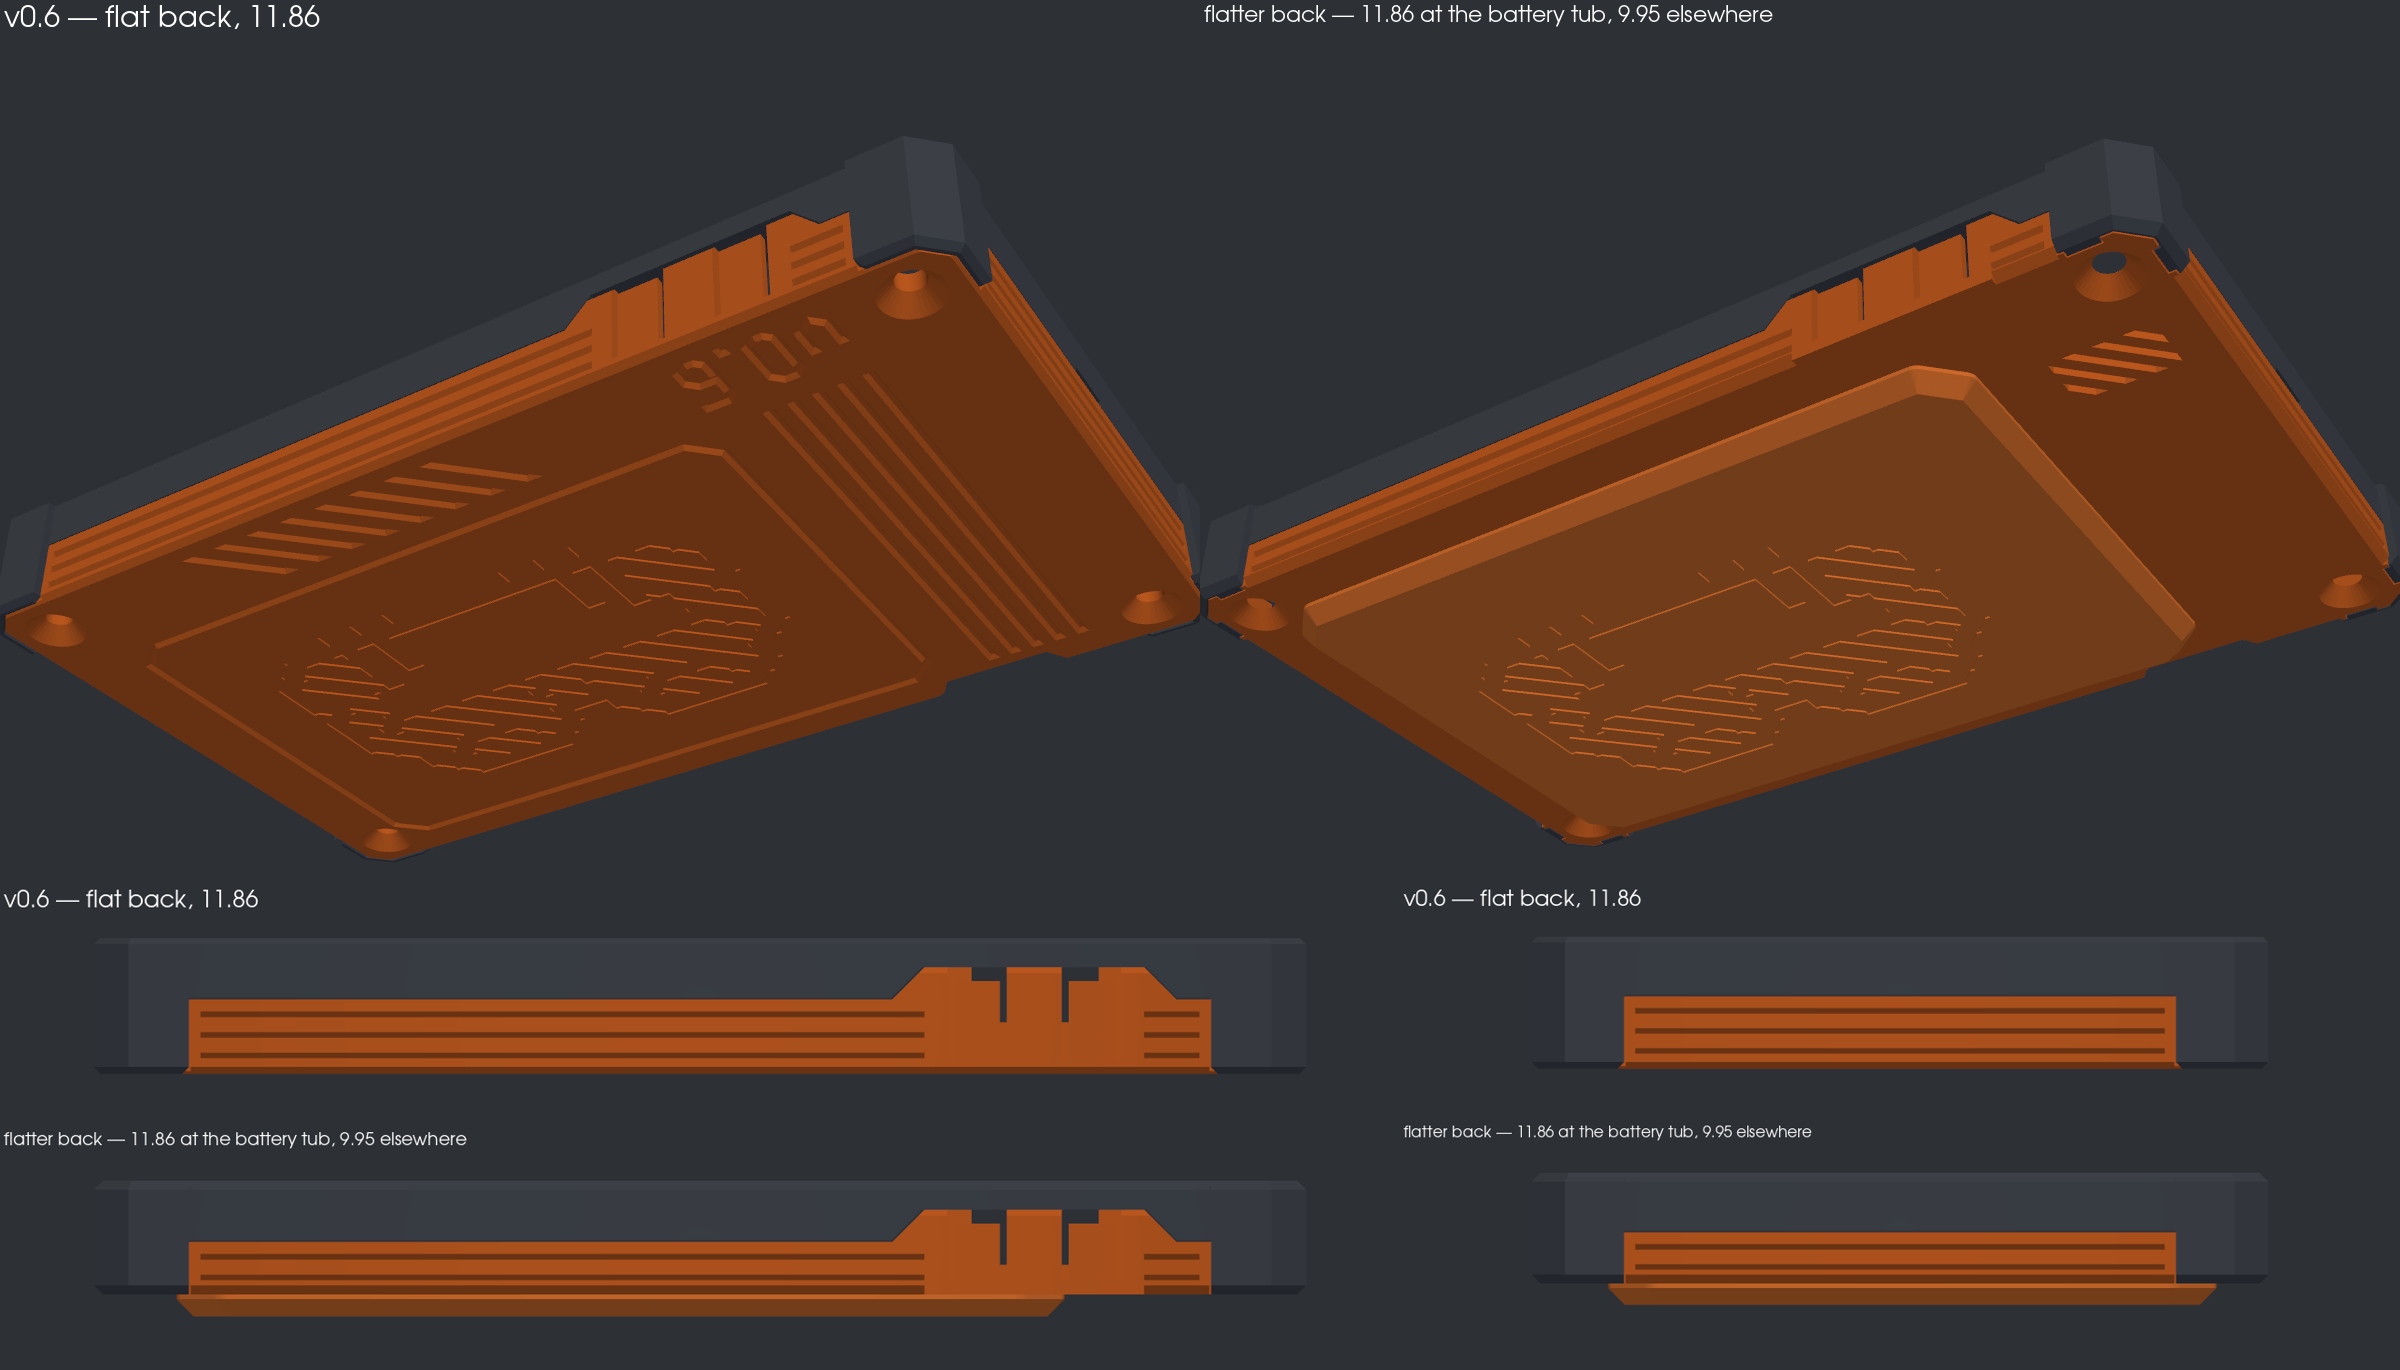 v0.6 — flat back, 11.86
flatter back — 11.86 at the battery tub, 9.95 elsewhere
v0.6
v0.6 — flat back, 11.86
v0.6 — flat back, 11.86
flatter back — 11.86 at the battery tub, 9.95 elsewhere
flatter back — 11.86 at the battery tub, 9.95 elsewhere